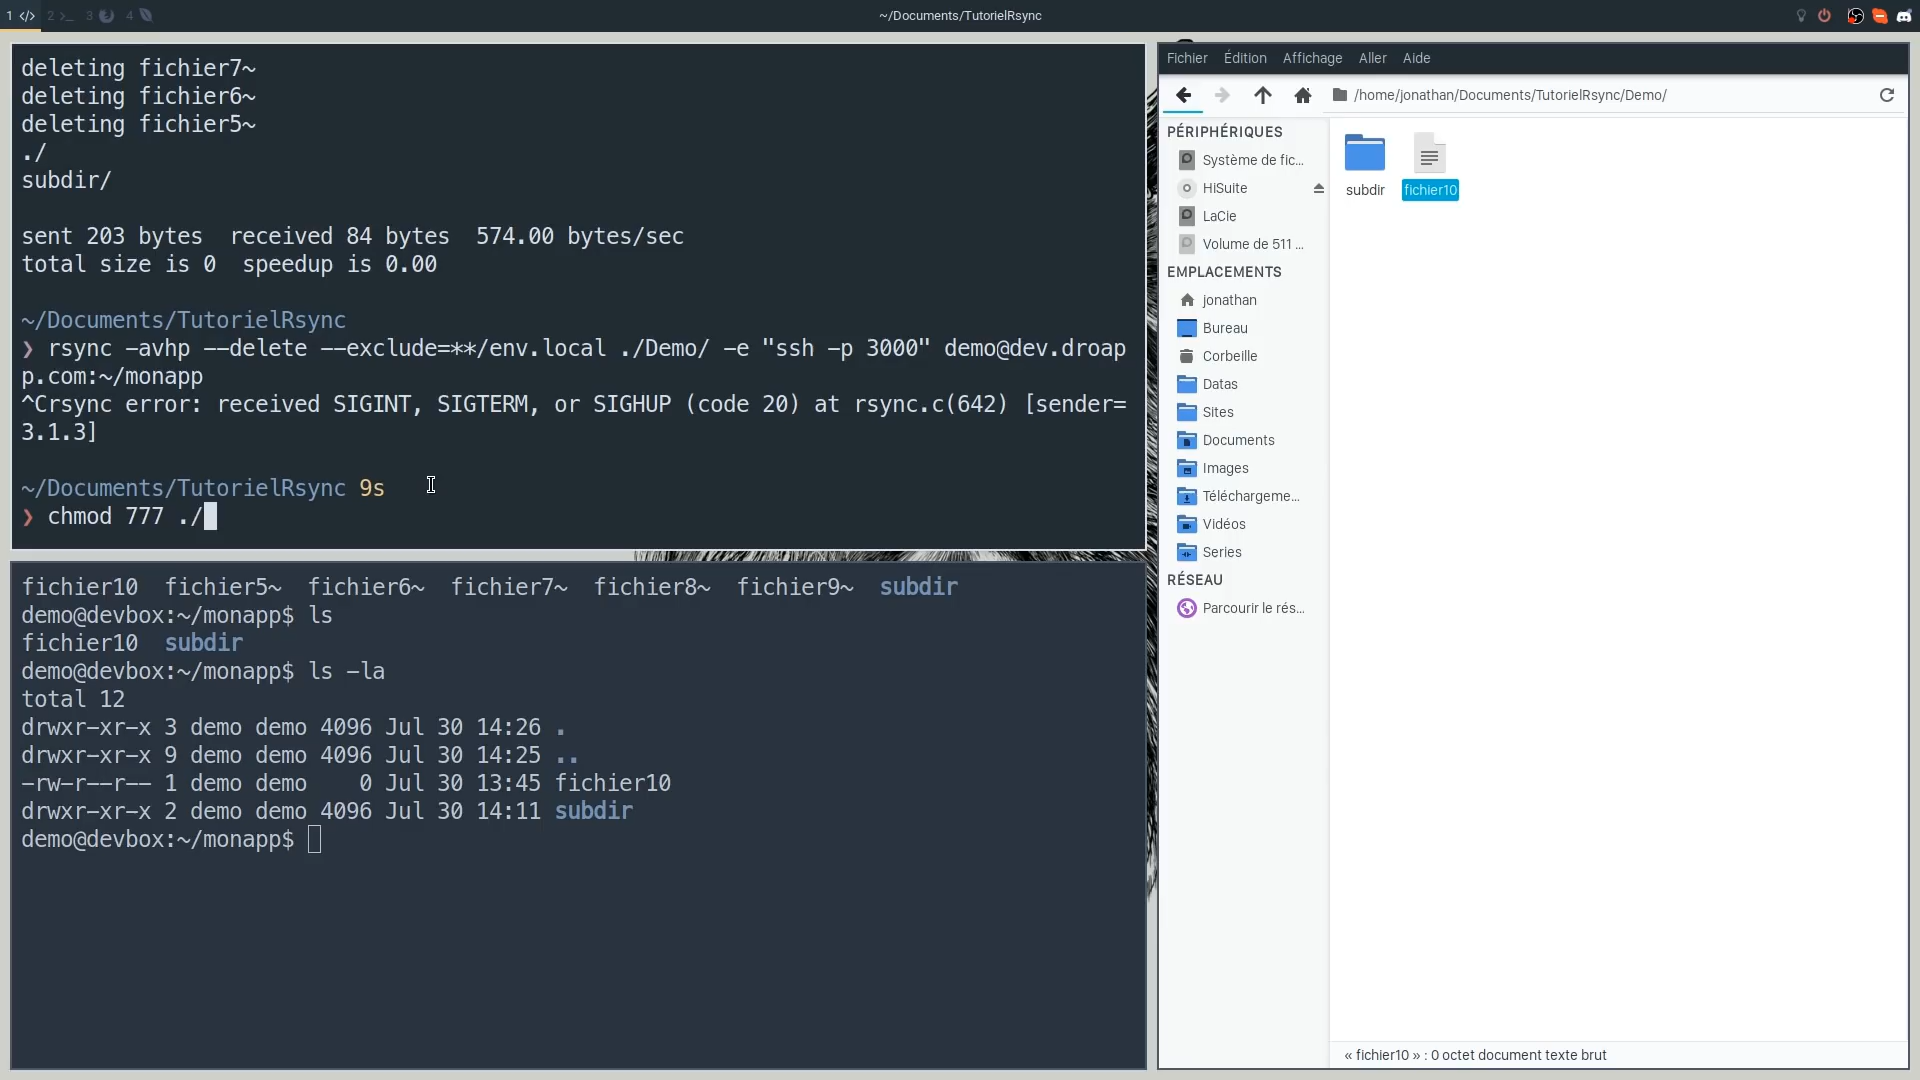 1 </> 2 >_ 3 4
~/Documents/TutorielRsync
deleting fichier7~
deleting fichier6~
deleting fichier5~
./
subdir/
sent 203 bytes  received 84 bytes  574.00 bytes/sec
total size is 0  speedup is 0.00
~/Documents/TutorielRsync
❯ rsync -avhp --delete --exclude=**/env.local ./Demo/ -e "ssh -p 3000" demo@dev.droap
p.com:~/monapp
^Crsync error: received SIGINT, SIGTERM, or SIGHUP (code 20) at rsync.c(642) [sender=
3.1.3]
~/Documents/TutorielRsync 9s
❯ chmod 777 ./
fichier10  fichier5~  fichier6~  fichier7~  fichier8~  fichier9~  subdir
demo@devbox:~/monapp$ ls
fichier10  subdir
demo@devbox:~/monapp$ ls -la
total 12
drwxr-xr-x 3 demo demo 4096 Jul 30 14:26 .
drwxr-xr-x 9 demo demo 4096 Jul 30 14:25 ..
-rw-r--r-- 1 demo demo    0 Jul 30 13:45 fichier10
drwxr-xr-x 2 demo demo 4096 Jul 30 14:11 subdir
demo@devbox:~/monapp$
Fichier Édition Affichage Aller Aide
/home/jonathan/Documents/TutorielRsync/Demo/
PÉRIPHÉRIQUES
Système de fic...
HiSuite
LaCie
Volume de 511 ...
EMPLACEMENTS
jonathan
Bureau
Corbeille
Datas
Sites
Documents
Images
Téléchargeme...
Vidéos
Series
RÉSEAU
Parcourir le rés...
subdir fichier10
« fichier10 » : 0 octet document texte brut